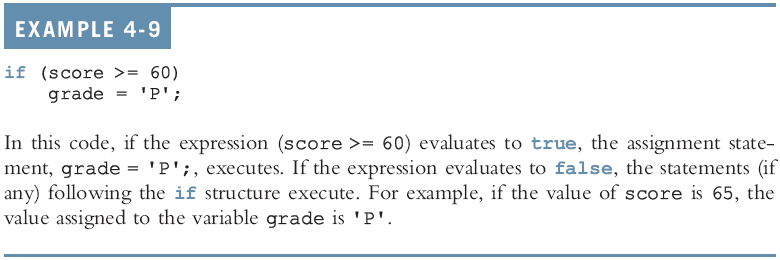 EXAMPLE 4-9
if (score >= 60)
    grade = 'P';
In this code, if the expression (score >= 60) evaluates to true, the assignment state-
ment, grade = 'P';, executes. If the expression evaluates to false, the statements (if
any) following the if structure execute. For example, if the value of score is 65, the
value assigned to the variable grade is 'P'.